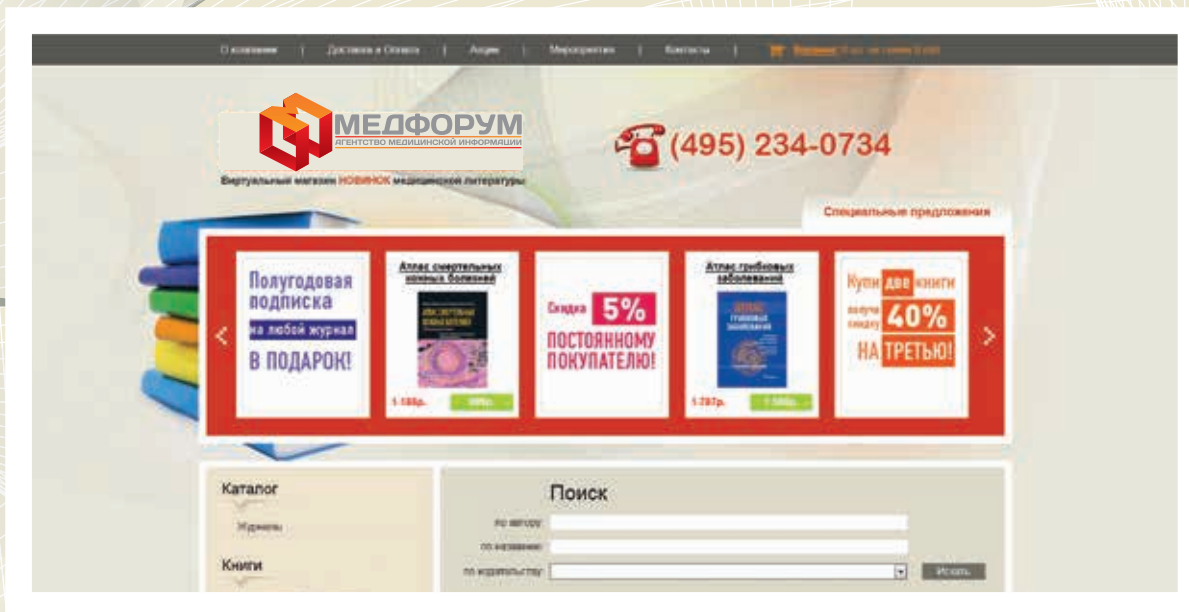 О компании | Доставка и Оплата | Акции | Мероприятия | Контакты | Корзина:
МЕДФОРУМ
АГЕНТСТВО МЕДИЦИНСКОЙ ИНФОРМАЦИИ
Виртуальный магазин НОВИНОК медицинской литературы
(495) 234-0734
Специальные предложения
Полугодовая
подписка
на любой журнал
В ПОДАРОК!
Атлас смертельных
кожных болезней
Скидка 5%
ПОСТОЯННОМУ
ПОКУПАТЕЛЮ!
Атлас грибковых
заболеваний
АТЛАС
ГРИБКОВЫХ
ЗАБОЛЕВАНИЙ
Купи две книги
получи
скидку 40%
НА ТРЕТЬЮ!
Каталог
Журналы
Книги
Поиск
по автору:
по названию:
по издательству:
Искать